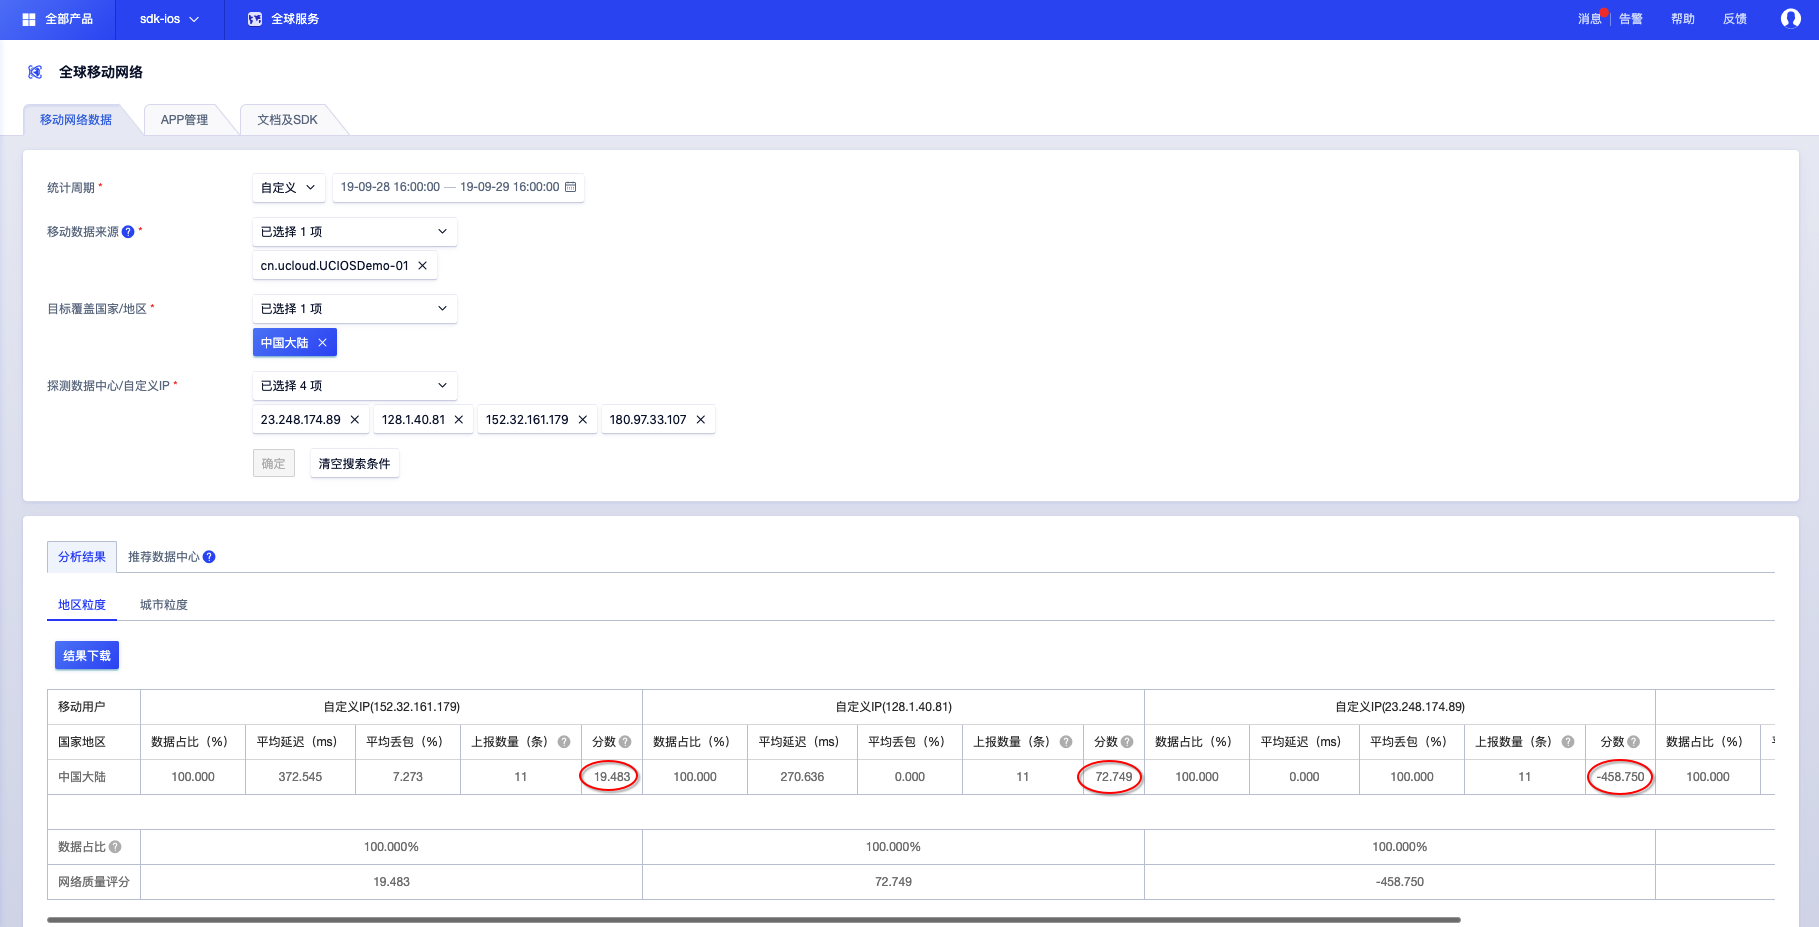 全部产品 sdk-ios 全球服务 消息 告警 帮助 反馈
全球移动网络
移动网络数据 APP管理 文档及SDK
统计周期 * 自定义 19-09-28 16:00:00 — 19-09-29 16:00:00
移动数据来源 ? * 已选择 1 项
cn.ucloud.UCIOSDemo-01
目标覆盖国家/地区 * 已选择 1 项
中国大陆
探测数据中心/自定义IP * 已选择 4 项
23.248.174.89 128.1.40.81 152.32.161.179 180.97.33.107
确定 清空搜索条件
分析结果 推荐数据中心 ?
地区粒度 城市粒度
结果下载
移动用户 自定义IP(152.32.161.179) 自定义IP(128.1.40.81) 自定义IP(23.248.174.89)
国家地区 数据占比（%） 平均延迟（ms） 平均丢包（%） 上报数量（条） ? 分数 ? 数据占比（%） 平均延迟（ms） 平均丢包（%） 上报数量（条） ? 分数 ? 数据占比（%） 平均延迟（ms） 平均丢包（%） 上报数量（条） ? 分数 ? 数据占比（%）
中国大陆 100.000 372.545 7.273 11 19.483 100.000 270.636 0.000 11 72.749 100.000 0.000 100.000 11 -458.750 100.000
数据占比 ? 100.000% 100.000% 100.000%
网络质量评分 19.483 72.749 -458.750